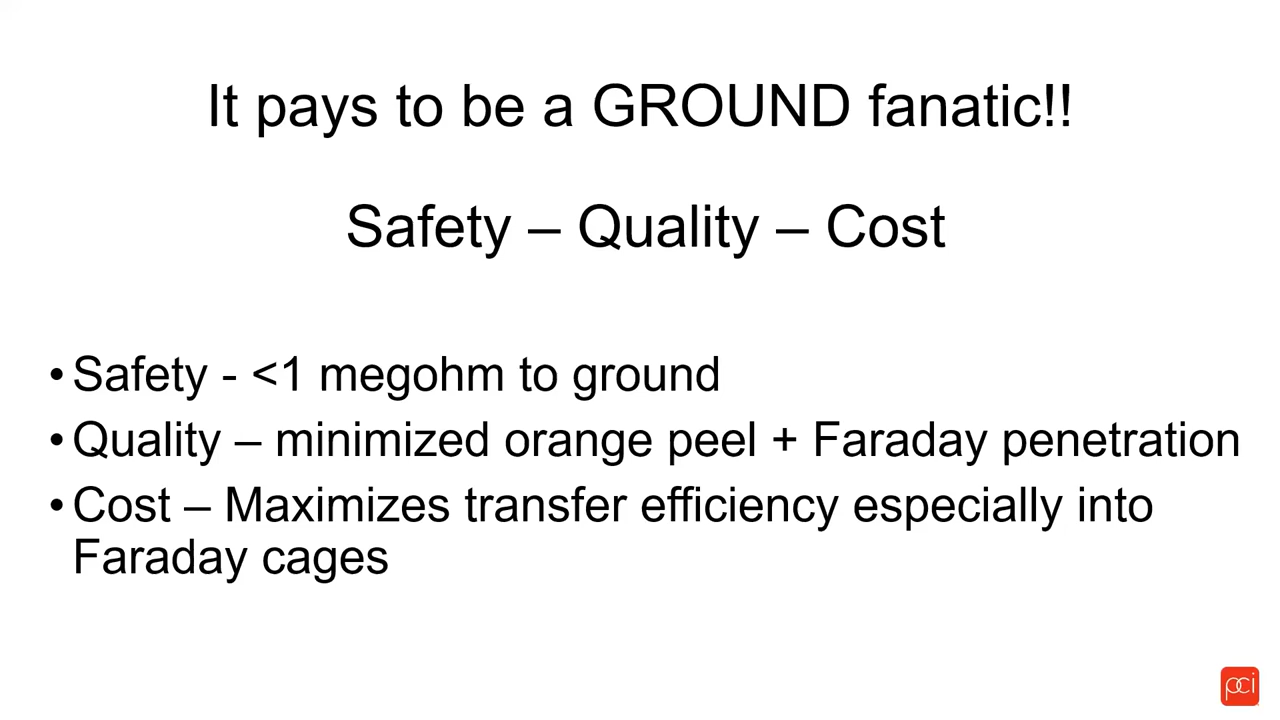 It pays to be a GROUND fanatic!!
Safety – Quality – Cost
•Safety - <1 megohm to ground
•Quality – minimized orange peel + Faraday penetration
•Cost – Maximizes transfer efficiency especially into
Faraday cages
pci